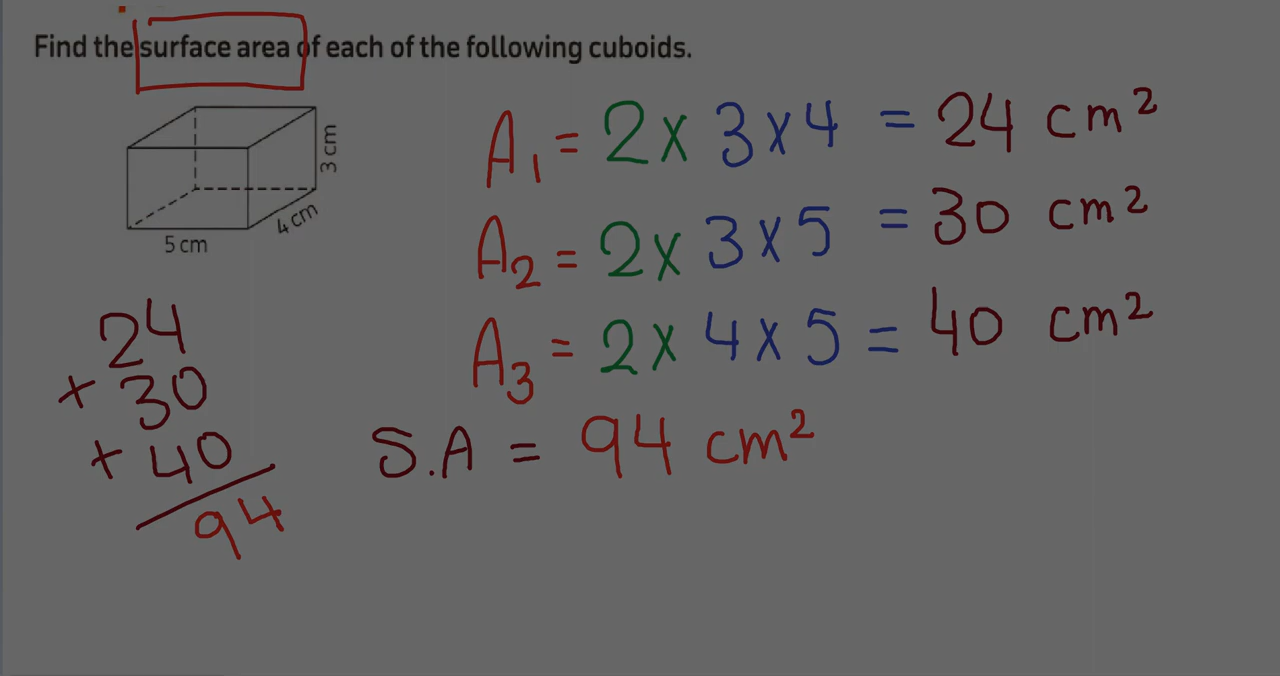 Find the surface area of each of the following cuboids.
3 cm
4 cm
5 cm
A₁ = 2 x 3 x 4 = 24 cm²
A₂ = 2 x 3 x 5 = 30 cm²
A₃ = 2 x 4 x 5 = 40 cm²
24
+ 30
+ 40
94
S.A = 94 cm²